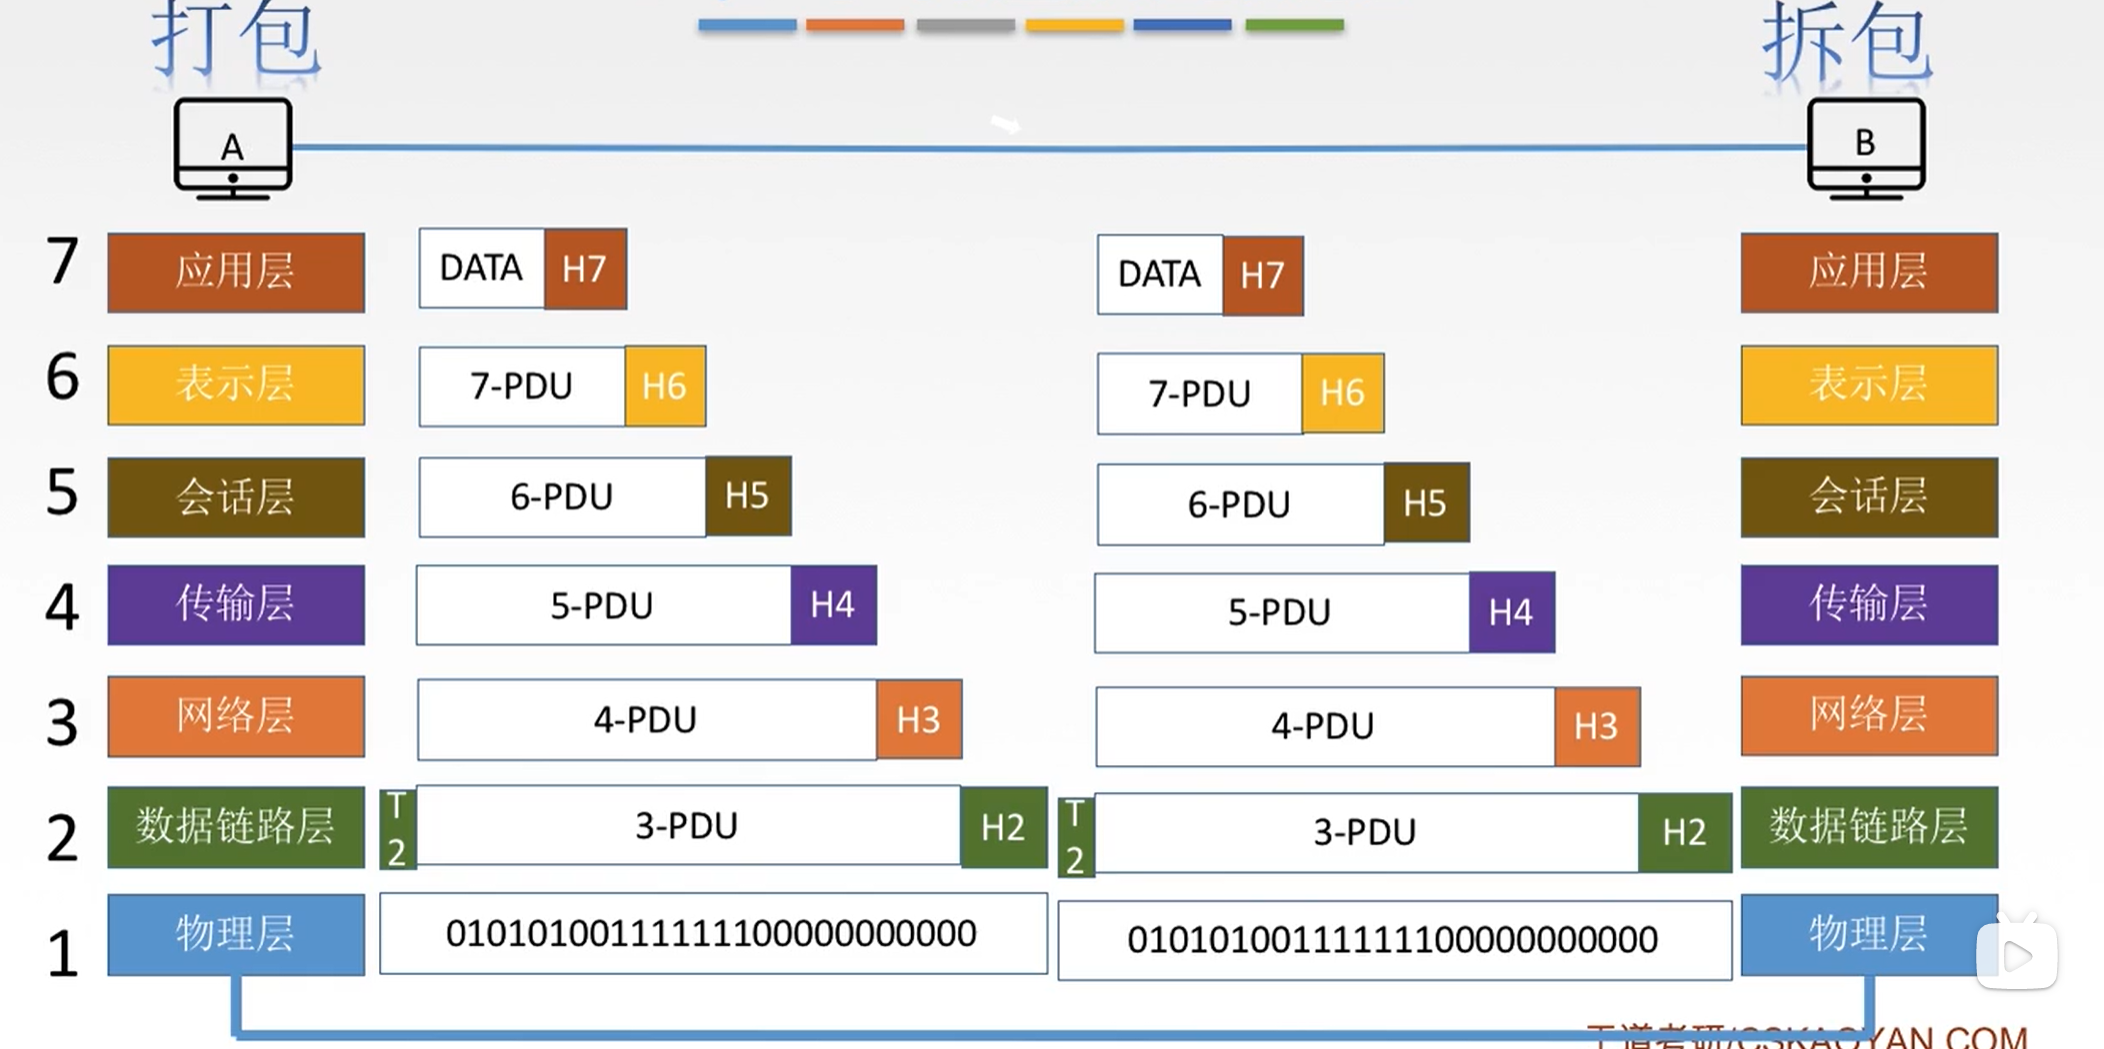 打包
拆包
A
B
7 应用层 DATA H7 DATA H7 应用层
6 表示层 7-PDU H6 7-PDU H6 表示层
5 会话层 6-PDU H5 6-PDU H5 会话层
4 传输层 5-PDU H4 5-PDU H4 传输层
3 网络层 4-PDU H3 4-PDU H3 网络层
2 数据链路层 T2 3-PDU H2 T2 3-PDU H2 数据链路层
1 物理层 01010100111111100000000000 01010100111111100000000000 物理层
王道考研/CSKAOYAN.COM